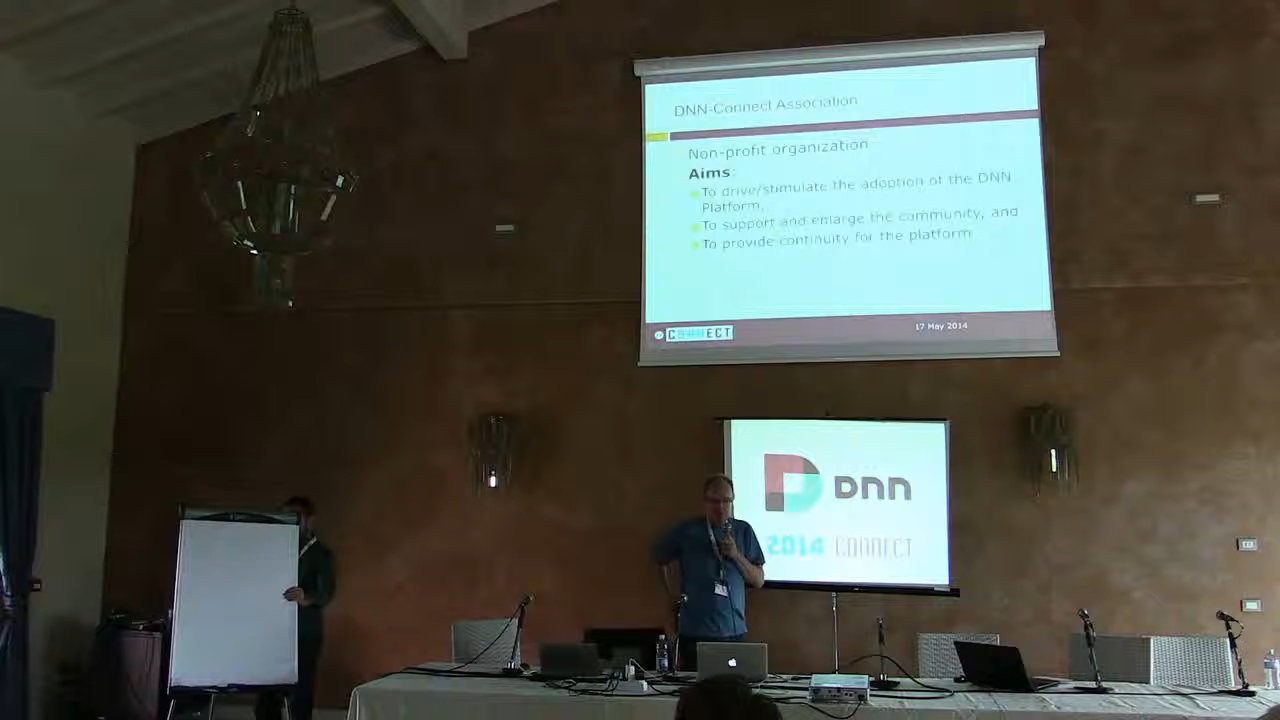 DNN-Connect Association
Non-profit organization
Aims:
To drive/stimulate the adoption of the DNN
Platform,
To support and enlarge the community, and
To provide continuity for the platform
CONNECT
17 May 2014
DNN
2014 CONNECT